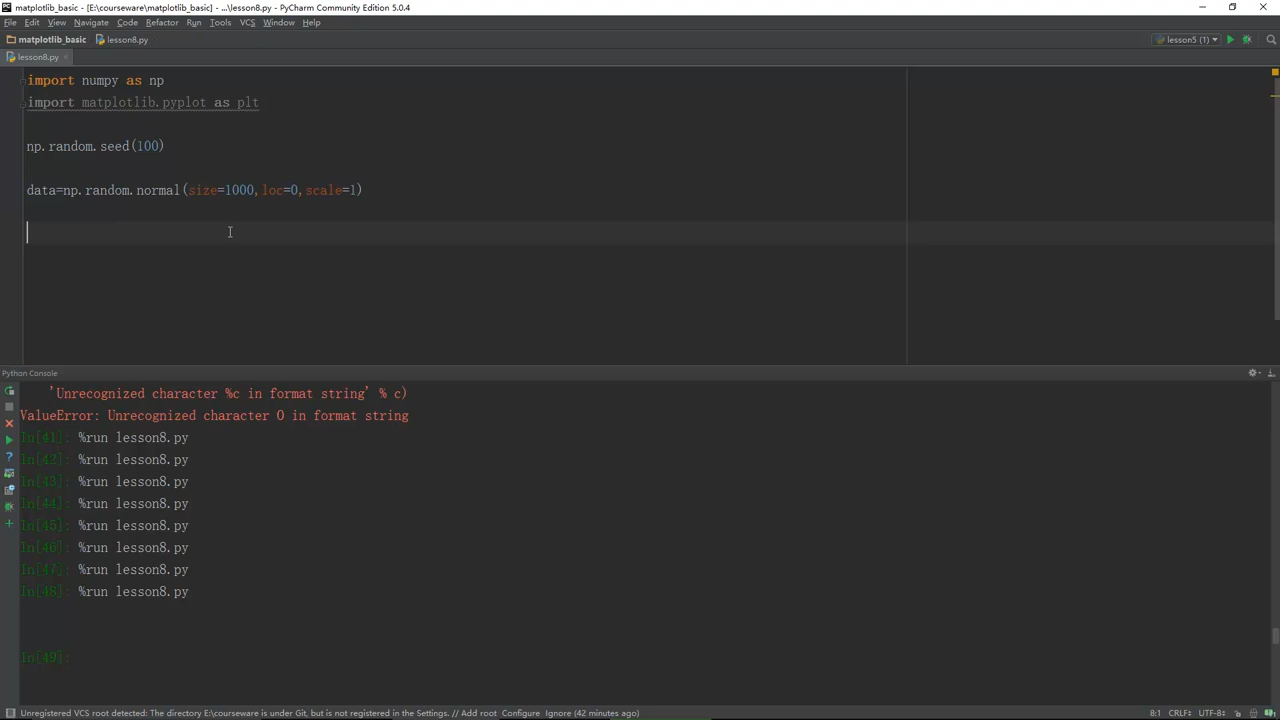 matplotlib_basic - [E:\courseware\matplotlib_basic] - ...\lesson8.py - PyCharm Community Edition 5.0.4
File Edit View Navigate Code Refactor Run Tools VCS Window Help
matplotlib_basic lesson8.py lesson5 (1)
lesson8.py
import numpy as np
import matplotlib.pyplot as plt
np.random.seed(100)
data=np.random.normal(size=1000,loc=0,scale=1)
Python Console
'Unrecognized character %c in format string' % c)
ValueError: Unrecognized character O in format string
In[41]: %run lesson8.py
In[42]: %run lesson8.py
In[43]: %run lesson8.py
In[44]: %run lesson8.py
In[45]: %run lesson8.py
In[46]: %run lesson8.py
In[47]: %run lesson8.py
In[48]: %run lesson8.py
In[49]:
Unregistered VCS root detected: The directory E:\courseware is under Git, but is not registered in the Settings. // Add root Configure Ignore (42 minutes ago) 8:1 CRLF÷ UTF-8÷